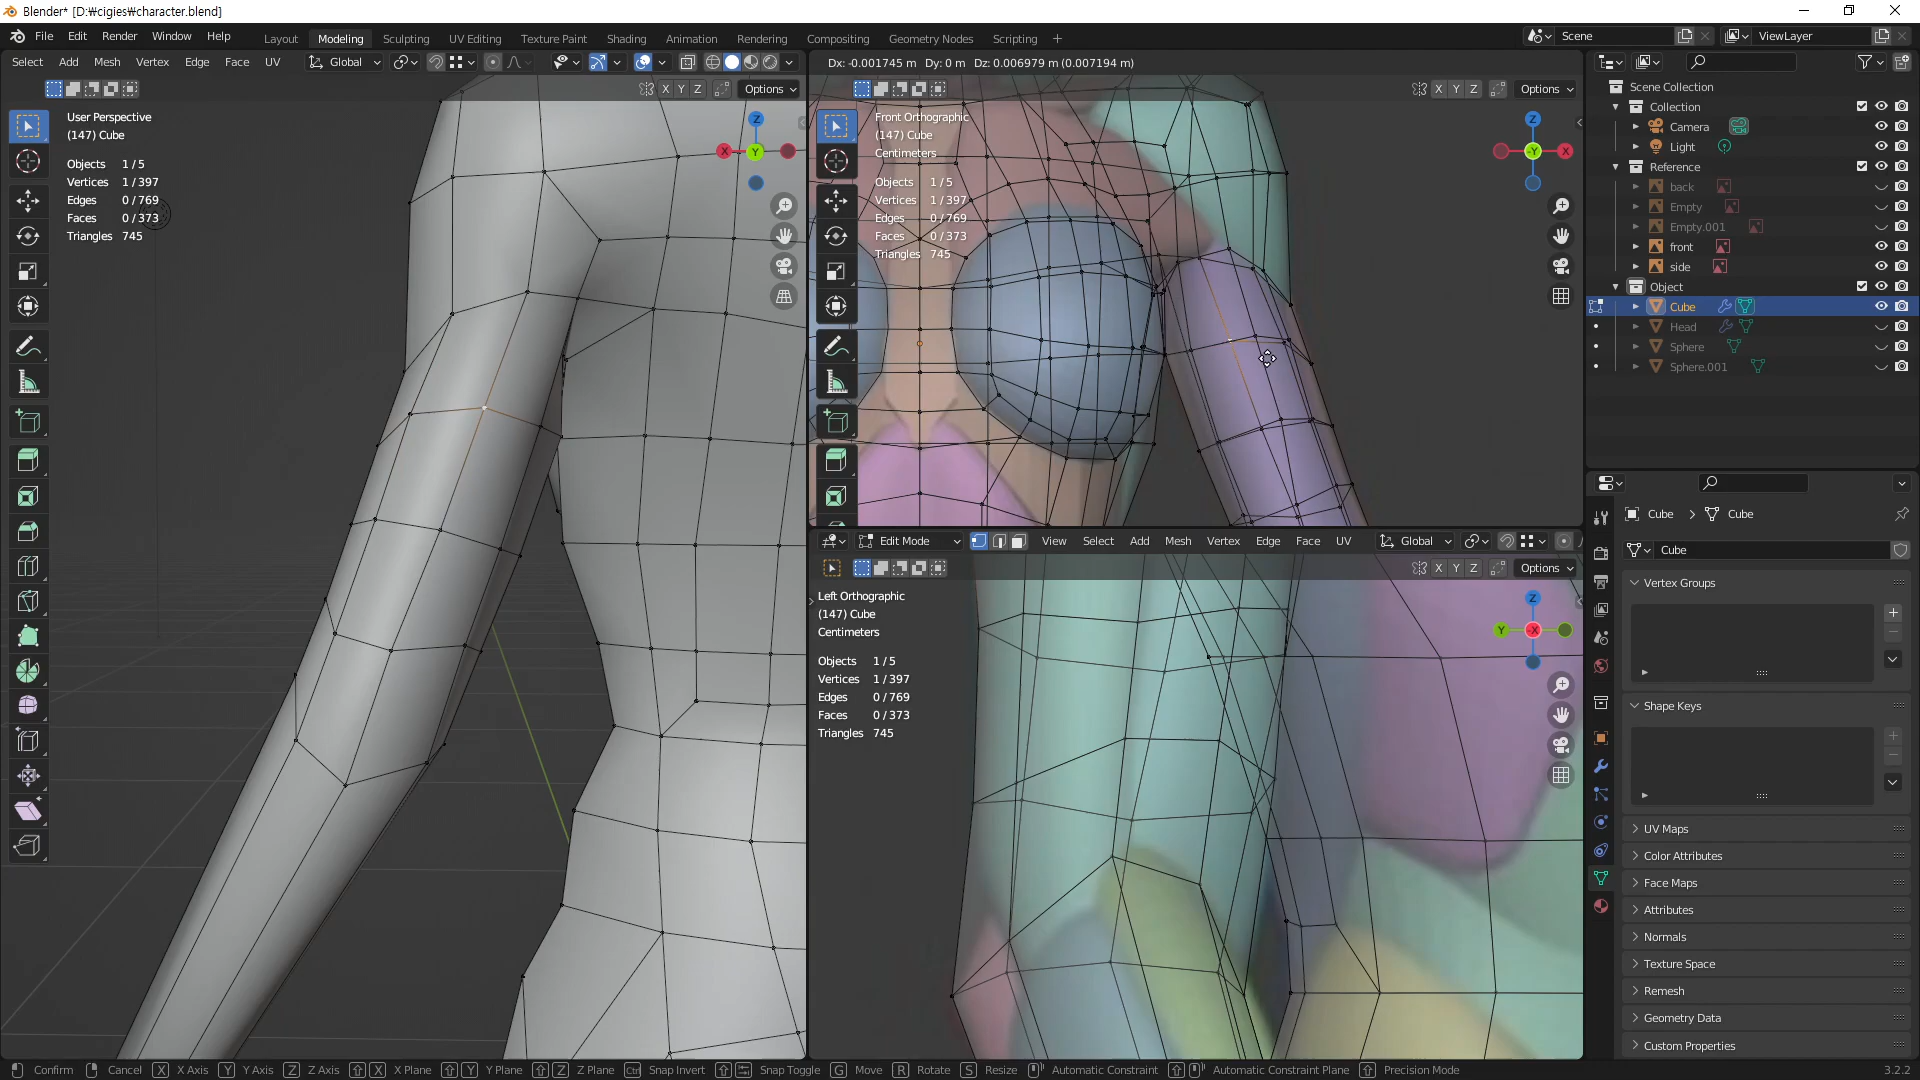 Blender* [D:₩cigies₩character.blend]
File Edit Render Window Help Layout Modeling Sculpting UV Editing Texture Paint Shading Animation Rendering Compositing Geometry Nodes Scripting + Scene ViewLayer
Select Add Mesh Vertex Edge Face UV Global
X Y Z Options
User Perspective
(147) Cube
Objects 1 / 5
Vertices 1 / 397
Edges 0 / 769
Faces 0 / 373
Triangles 745
Z
X Y
Dx: -0.001745 m Dy: 0 m Dz: 0.006979 m (0.007194 m)
X Y Z Options
Front Orthographic
(147) Cube
Centimeters
Objects 1 / 5
Vertices 1 / 397
Edges 0 / 769
Faces 0 / 373
Triangles 745
Z
-Y X
Edit Mode View Select Add Mesh Vertex Edge Face UV Global
X Y Z Options
Left Orthographic
(147) Cube
Centimeters
Objects 1 / 5
Vertices 1 / 397
Edges 0 / 769
Faces 0 / 373
Triangles 745
Z
Y -X
Scene Collection
Collection
Camera
Light
Reference
back
Empty
Empty.001
front
side
Object
Cube
Head
Sphere
Sphere.001
Cube Cube
Cube
Vertex Groups
Shape Keys
UV Maps
Color Attributes
Face Maps
Attributes
Normals
Texture Space
Remesh
Geometry Data
Custom Properties
Confirm Cancel X X Axis Y Y Axis Z Z Axis X X Plane Y Y Plane Z Z Plane Ctrl Snap Invert Snap Toggle G Move R Rotate S Resize Automatic Constraint Automatic Constraint Plane Precision Mode 3.2.2